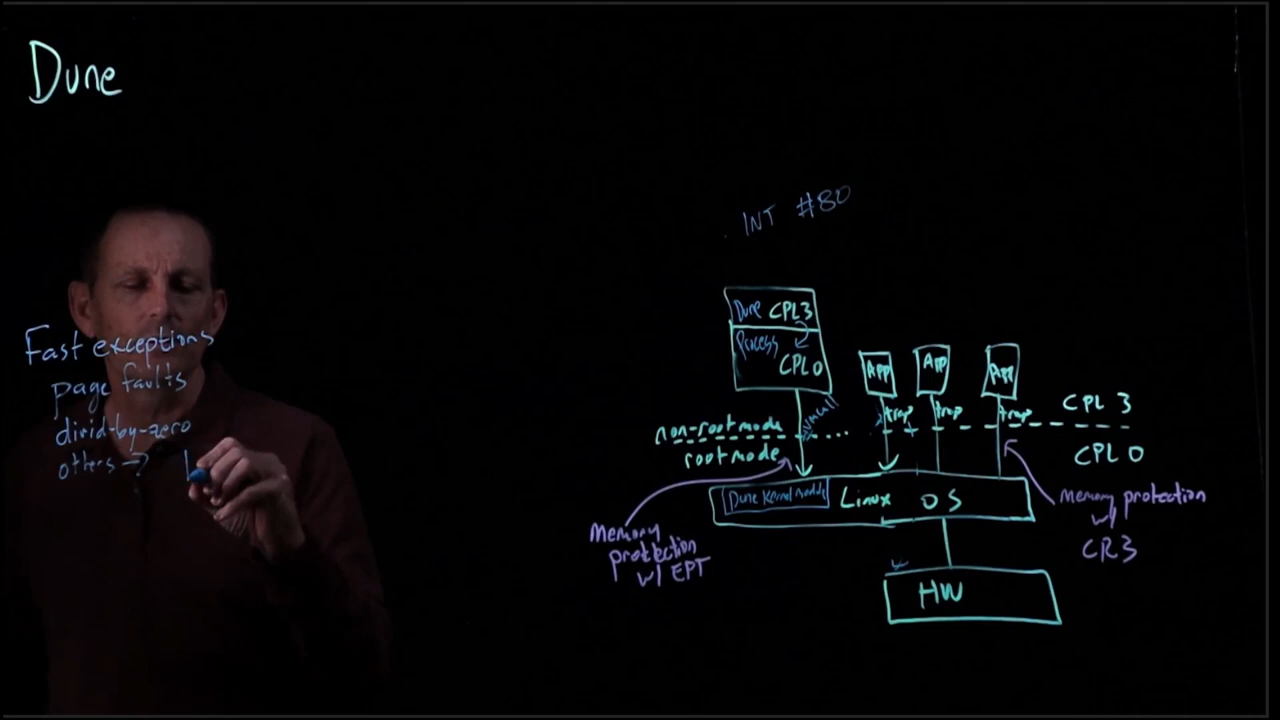 Dune
INT #80
Dune CPL3
Process
CPL0
App
App
App
Fast exceptions
page faults
divid-by-zero
others →
vmcall
trap
trap
trap
CPL 3
non-root mode
root mode
CPL 0
Dune Kernel Module
Linux OS
Memory protection
w/
CR3
Memory
protection
w/ EPT
HW